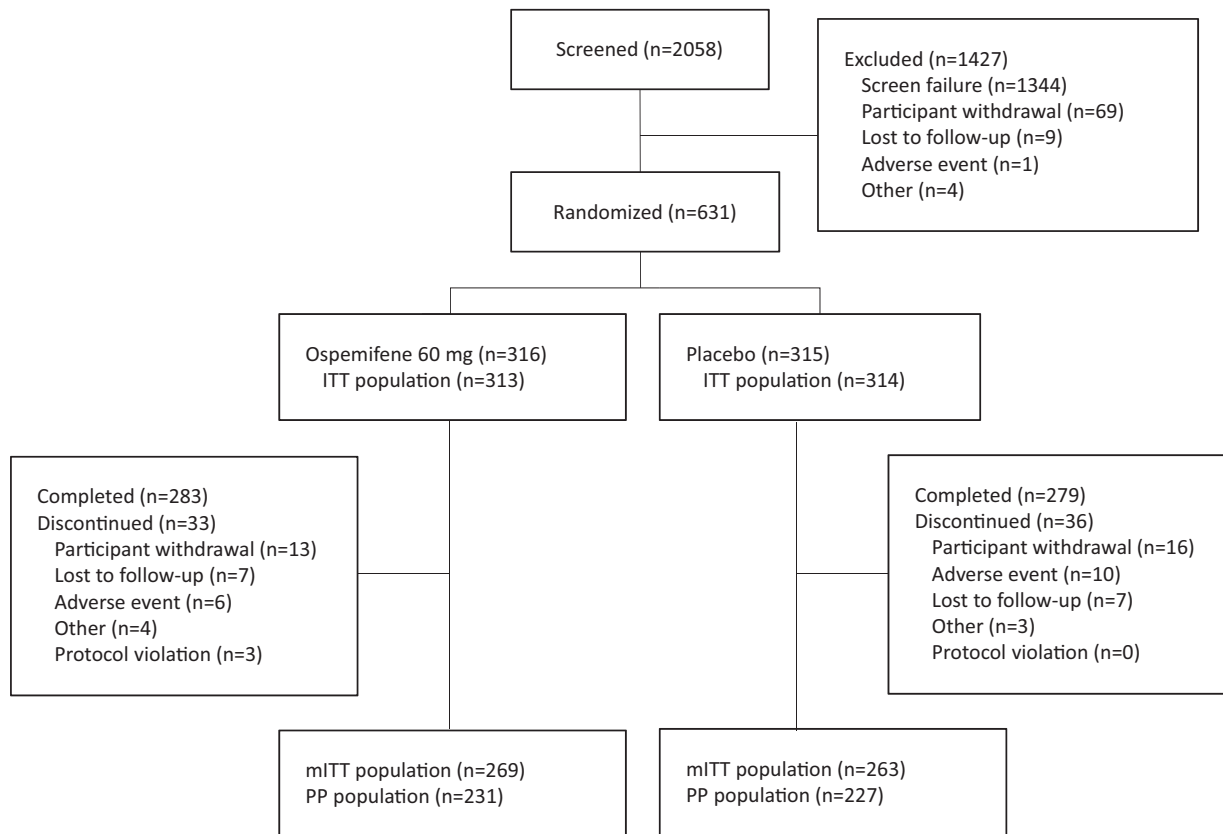 Screened (n=2058)
Excluded (n=1427)
Screen failure (n=1344)
Participant withdrawal (n=69)
Lost to follow-up (n=9)
Adverse event (n=1)
Other (n=4)
Randomized (n=631)
Ospemifene 60 mg (n=316)
ITT population (n=313)
Placebo (n=315)
ITT population (n=314)
Completed (n=283)
Discontinued (n=33)
Participant withdrawal (n=13)
Lost to follow-up (n=7)
Adverse event (n=6)
Other (n=4)
Protocol violation (n=3)
Completed (n=279)
Discontinued (n=36)
Participant withdrawal (n=16)
Adverse event (n=10)
Lost to follow-up (n=7)
Other (n=3)
Protocol violation (n=0)
mITT population (n=269)
PP population (n=231)
mITT population (n=263)
PP population (n=227)